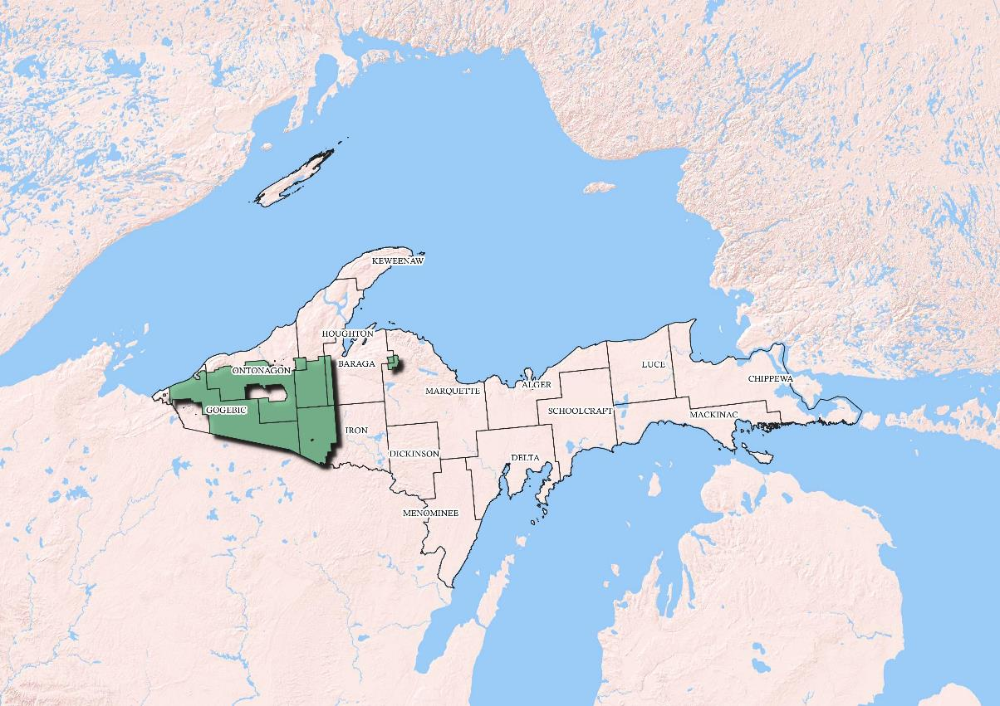 KEWEENAW
HOUGHTON
BARAGA
ONTONAGON
LUCE
CHIPPEWA
ALGER
MARQUETTE
GOGEBIC
SCHOOLCRAFT
MACKINAC
IRON
DICKINSON
DELTA
MENOMINEE